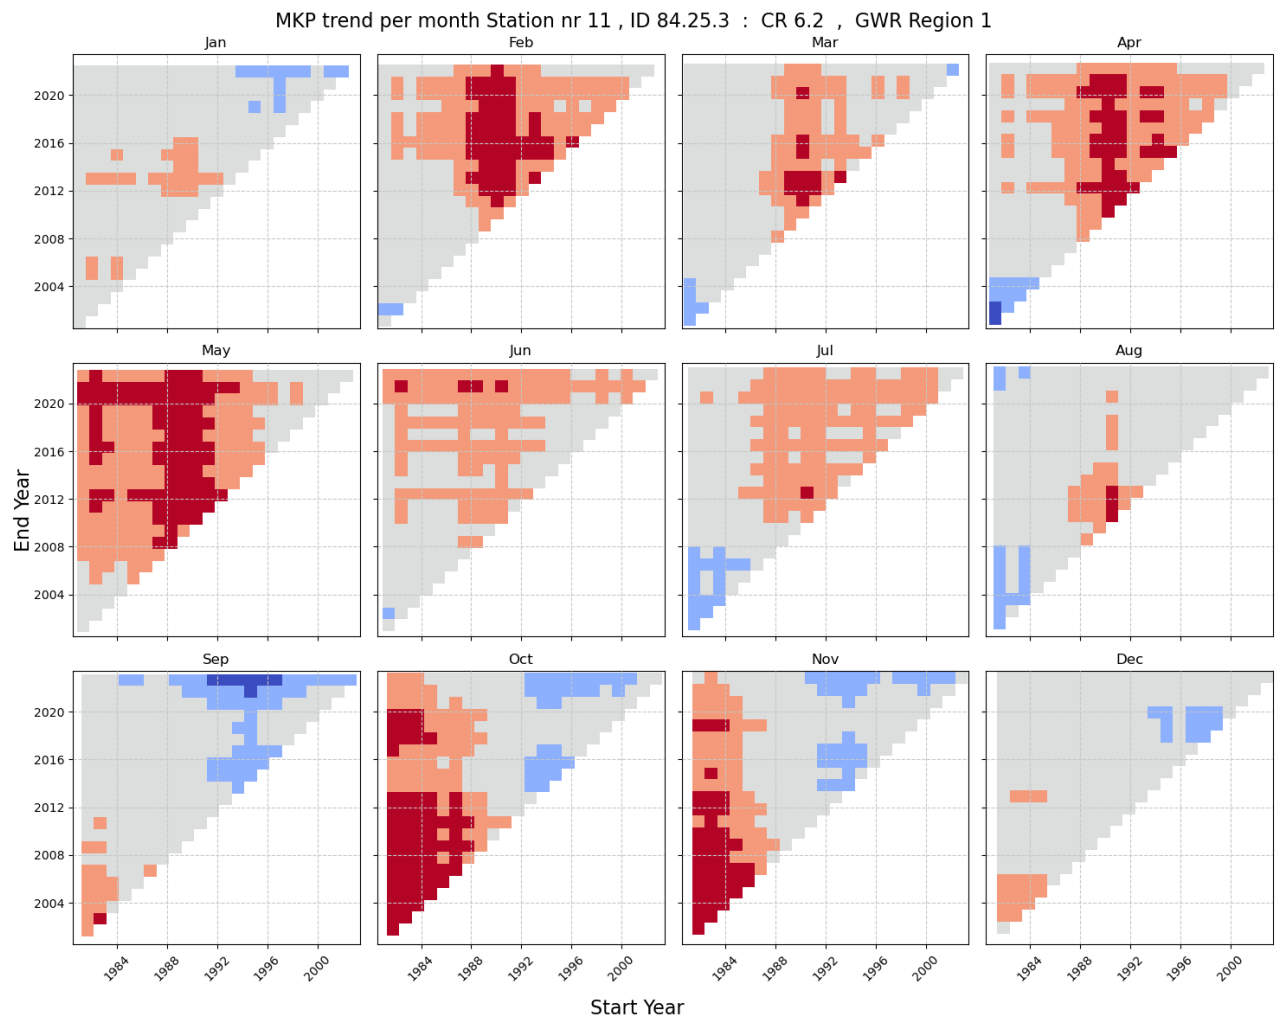 MKP trend per month Station nr 11 , ID 84.25.3  :  CR 6.2  ,  GWR Region 1
Jan Feb Mar Apr
2020
2016
2012
2008
2004
May Jun Jul Aug
2020
2016
2012
2008
2004
End Year
Sep Oct Nov Dec
2020
2016
2012
2008
2004
1984 1988 1992 1996 2000 1984 1988 1992 1996 2000 1984 1988 1992 1996 2000 1984 1988 1992 1996 2000
Start Year